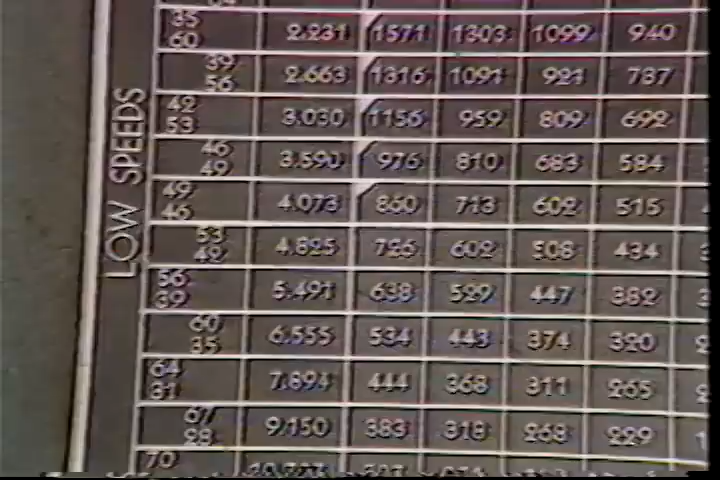 LOW SPEEDS
35
60 2.231 1571 1303 1099 940
39
56 2.663 1316 1091 921 787
42
53 3.030 1156 959 809 692
46
49 3.590 976 810 683 584
49
46 4.073 860 713 602 515
53
42 4.825 726 602 508 434
56
39 5.491 638 529 447 382
60
35 6.555 534 443 374 320
64
31 7.894 444 368 311 265
67
28 9.150 383 318 268 229
70